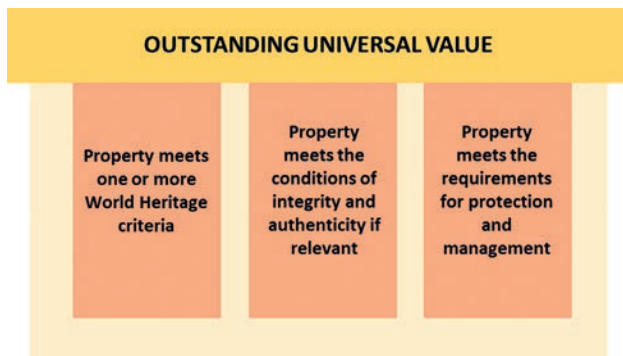 OUTSTANDING UNIVERSAL VALUE
Property meets
one or more
World Heritage
criteria
Property
meets the
conditions of
integrity and
authenticity if
relevant
Property
meets the
requirements
for protection
and
management